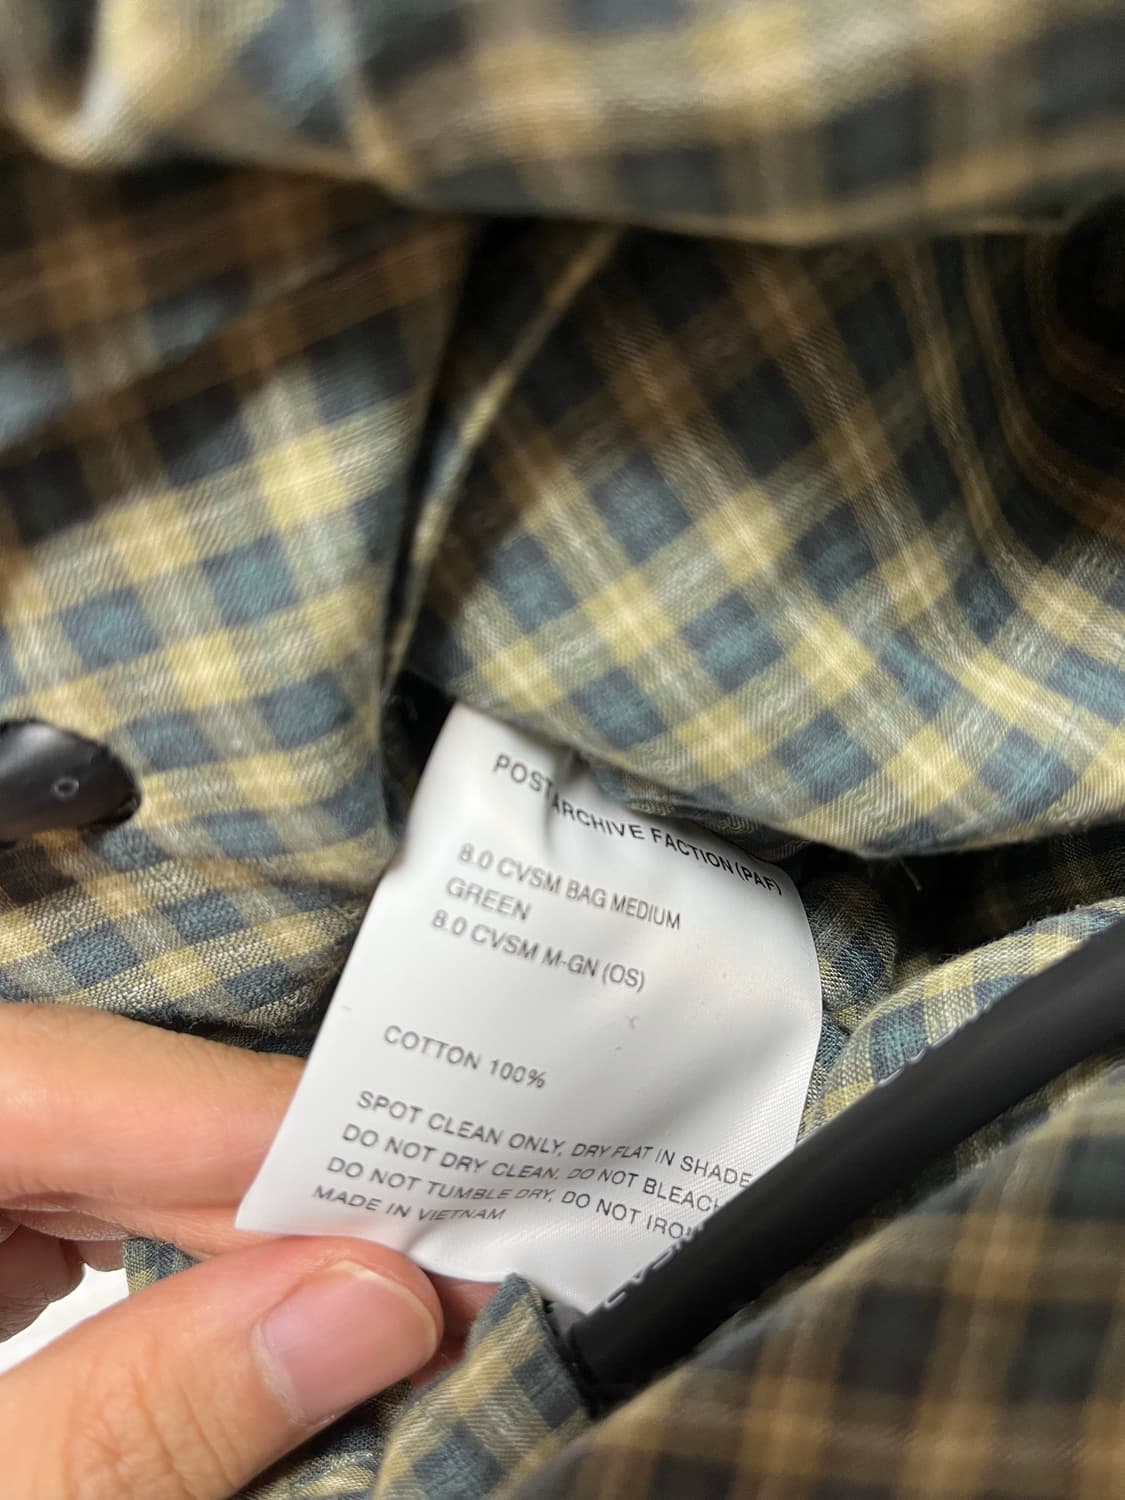 POST ARCHIVE FACTION (PAF)
8.0 CVSM BAG MEDIUM
GREEN
8.0 CVSM M-GN (OS)
COTTON 100%
SPOT CLEAN ONLY, DRY FLAT IN SHADE
DO NOT DRY CLEAN, DO NOT BLEACH
DO NOT TUMBLE DRY, DO NOT IRON
MADE IN VIETNAM